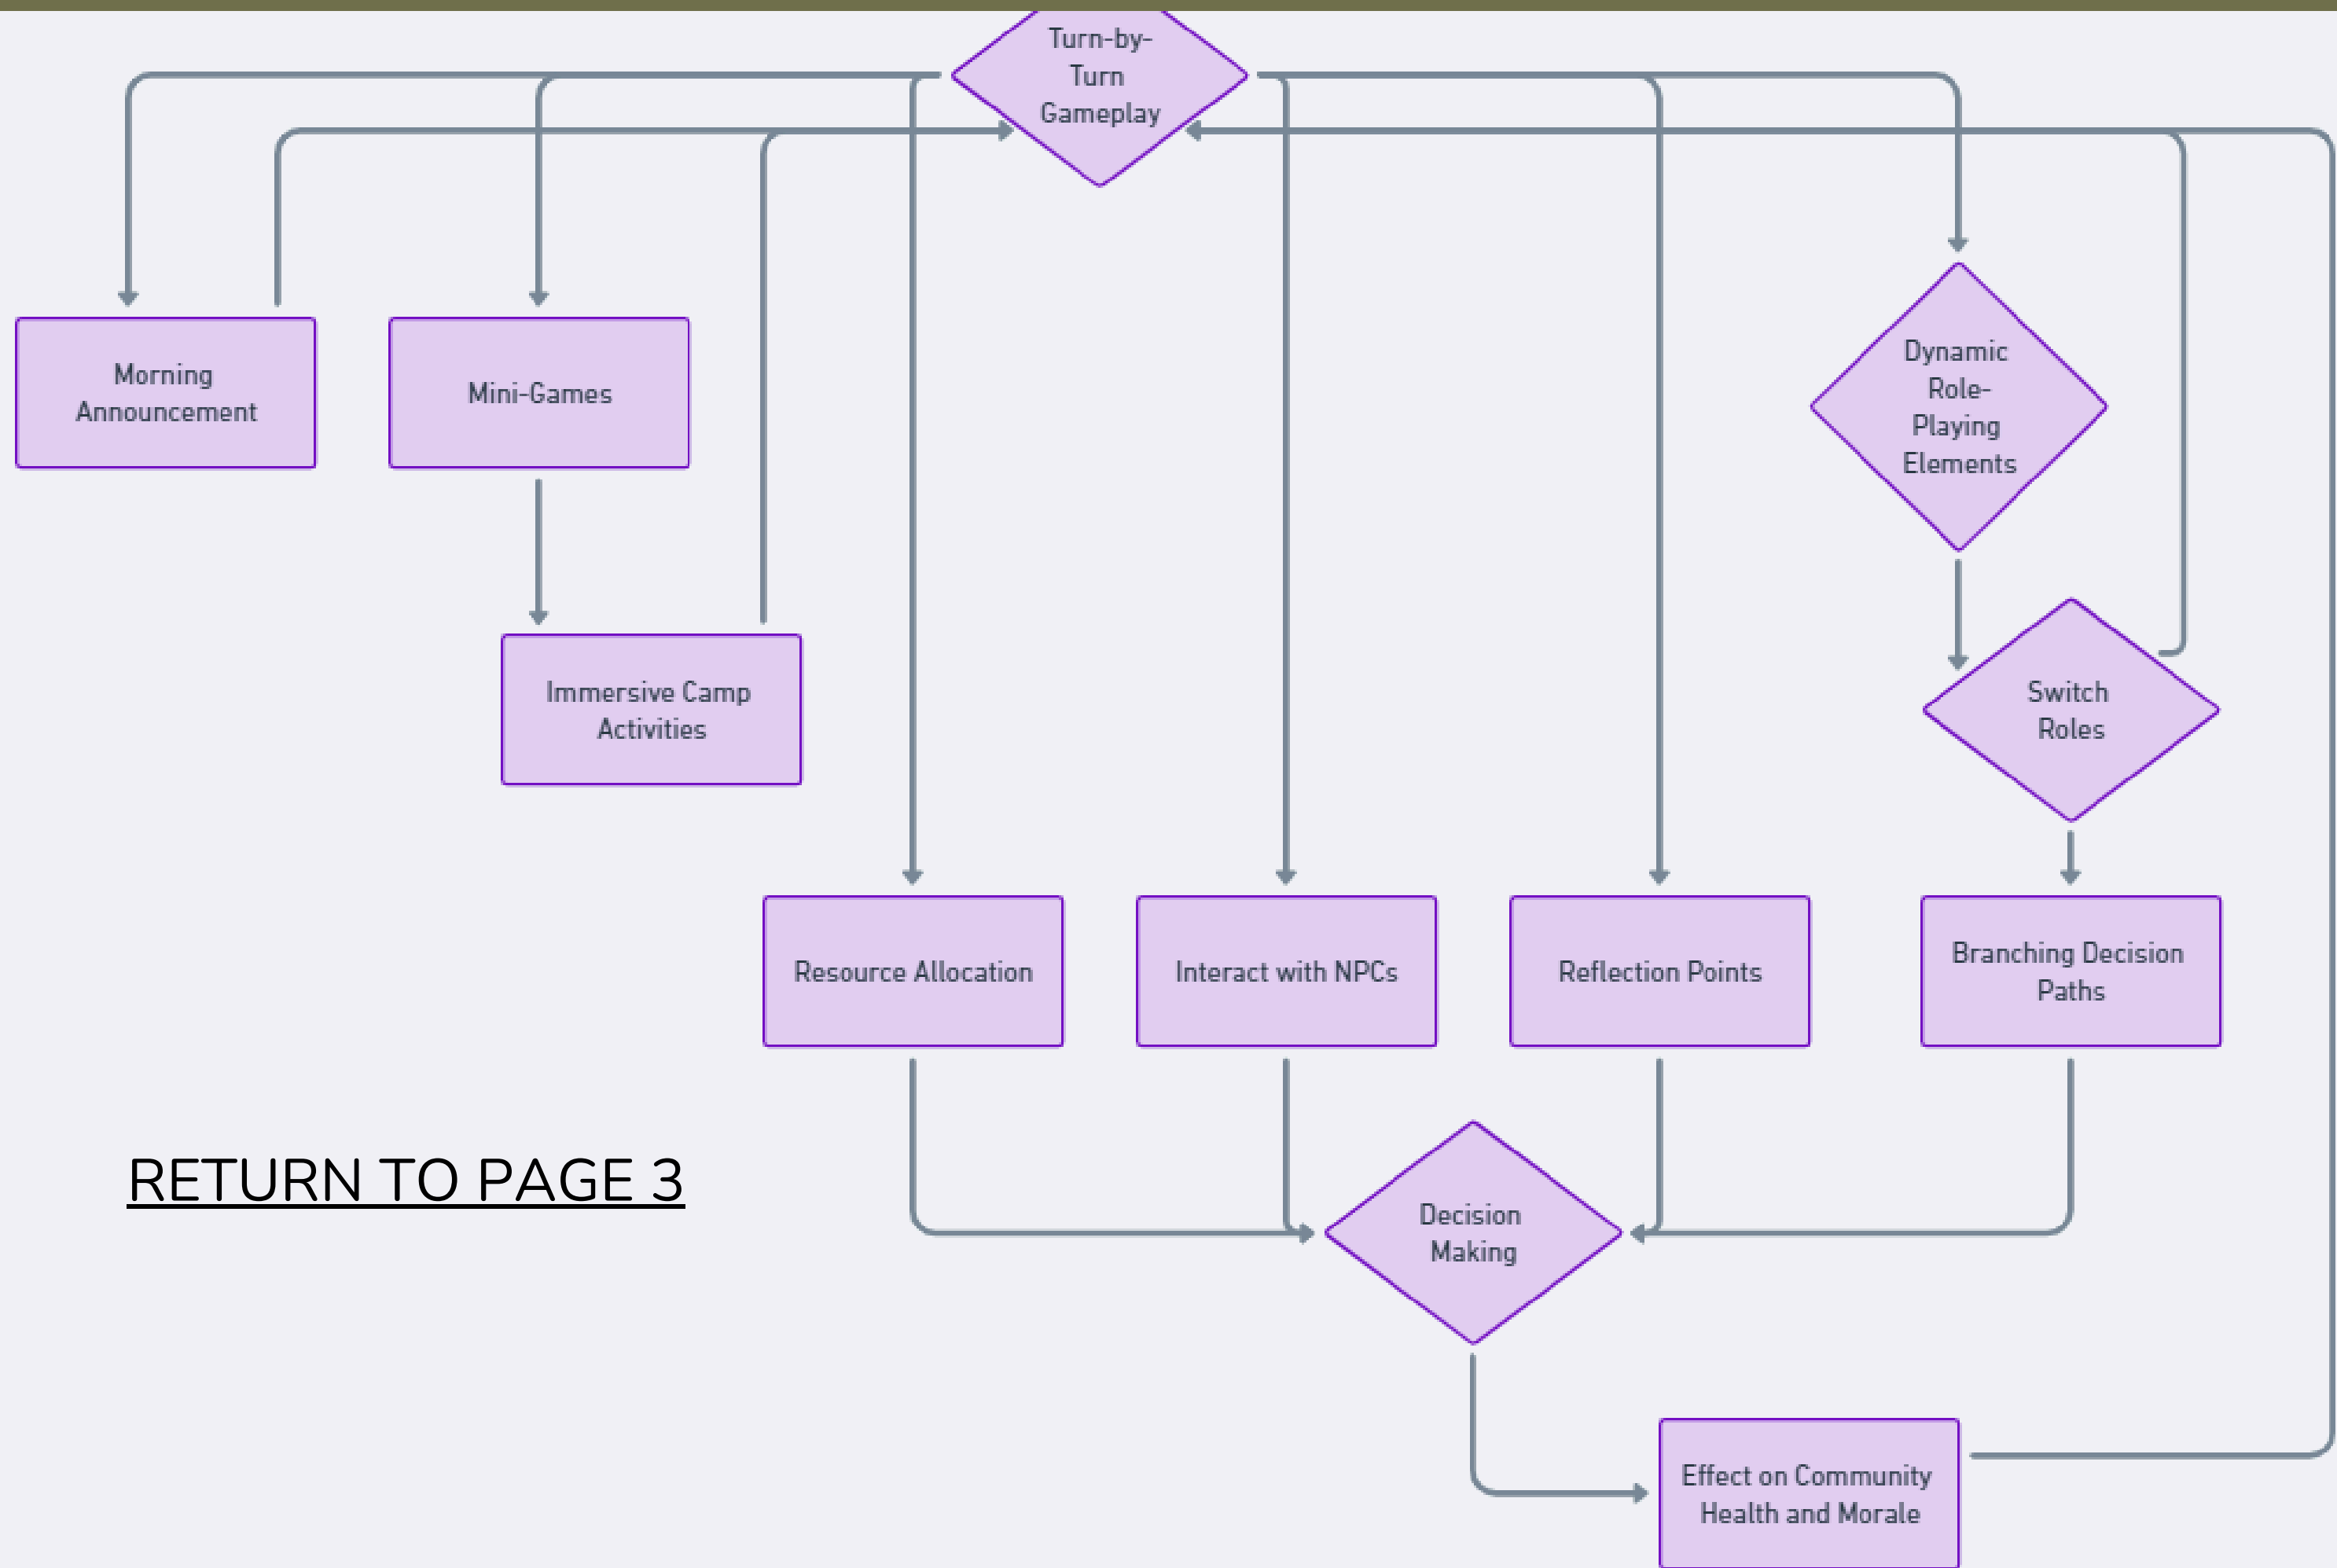 Turn-by-
Turn
Gameplay
Morning
Announcement
Mini-Games
Dynamic
Role-
Playing
Elements
Immersive Camp
Activities
Switch
Roles
Resource Allocation
Interact with NPCs
Reflection Points
Branching Decision
Paths
RETURN TO PAGE 3
Decision
Making
Effect on Community
Health and Morale